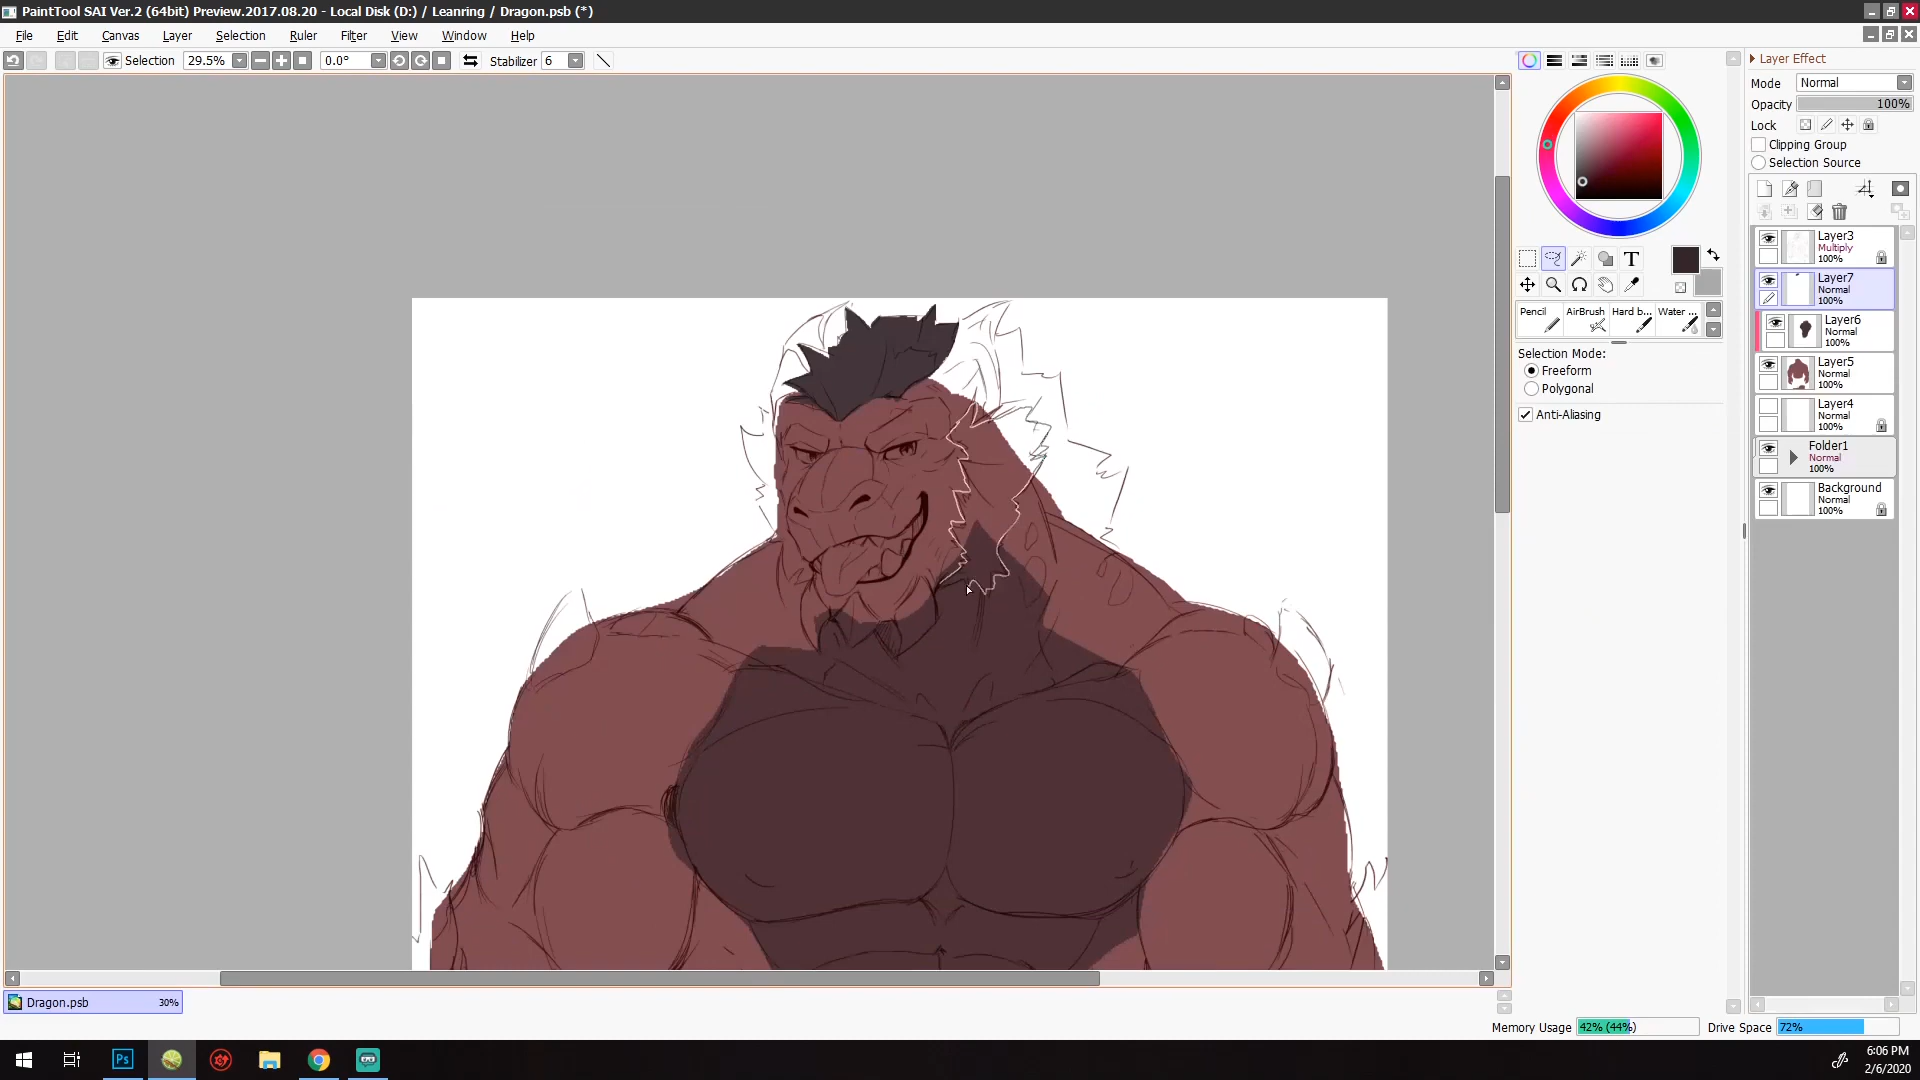 PaintTool SAI Ver.2 (64bit) Preview.2017.08.20 - Local Disk (D:) / Leanring / Dragon.psb (*)
File Edit Canvas Layer Selection Ruler Filter View Window Help
Selection 29.5% 0.0° Stabilizer 6
Layer Effect
Mode Normal
Opacity 100%
Lock
Clipping Group
Selection Source
Layer3
Multiply
100%
Layer7
Normal
100%
Layer6
Normal
100%
Layer5
Normal
100%
Layer4
Normal
100%
Folder1
Normal
100%
Background
Normal
100%
T
Pencil AirBrush Hard b... Water ...
Selection Mode:
Freeform
Polygonal
Anti-Aliasing
Dragon.psb 30%
Memory Usage 42% (44%) Drive Space 72%
Ps
6:06 PM
2/6/2020